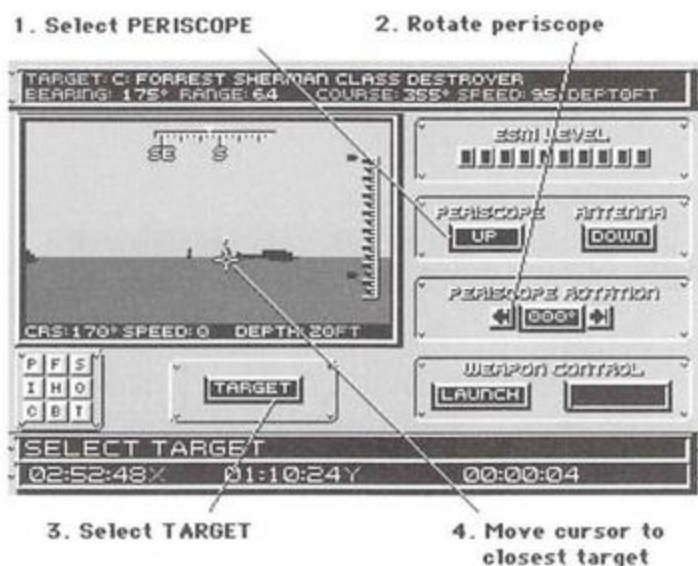 1. Select PERISCOPE
2. Rotate periscope
TARGET: C: FORREST SHERMAN CLASS DESTROYER
BEARING: 175° RANGE: 64 COURSE: 355° SPEED: 95/DEPT0FT
SE S
ESM LEVEL
PERISCOPE ANTENNA
UP DOWN
PERISCOPE ROTATION
000°
CRS: 170° SPEED: 0 DEPTH: 20FT
P F S
I H O
C B T
TARGET
WEAPON CONTROL
LAUNCH
SELECT TARGET
02:52:48X 01:10:24Y 00:00:04
3. Select TARGET
4. Move cursor to
closest target